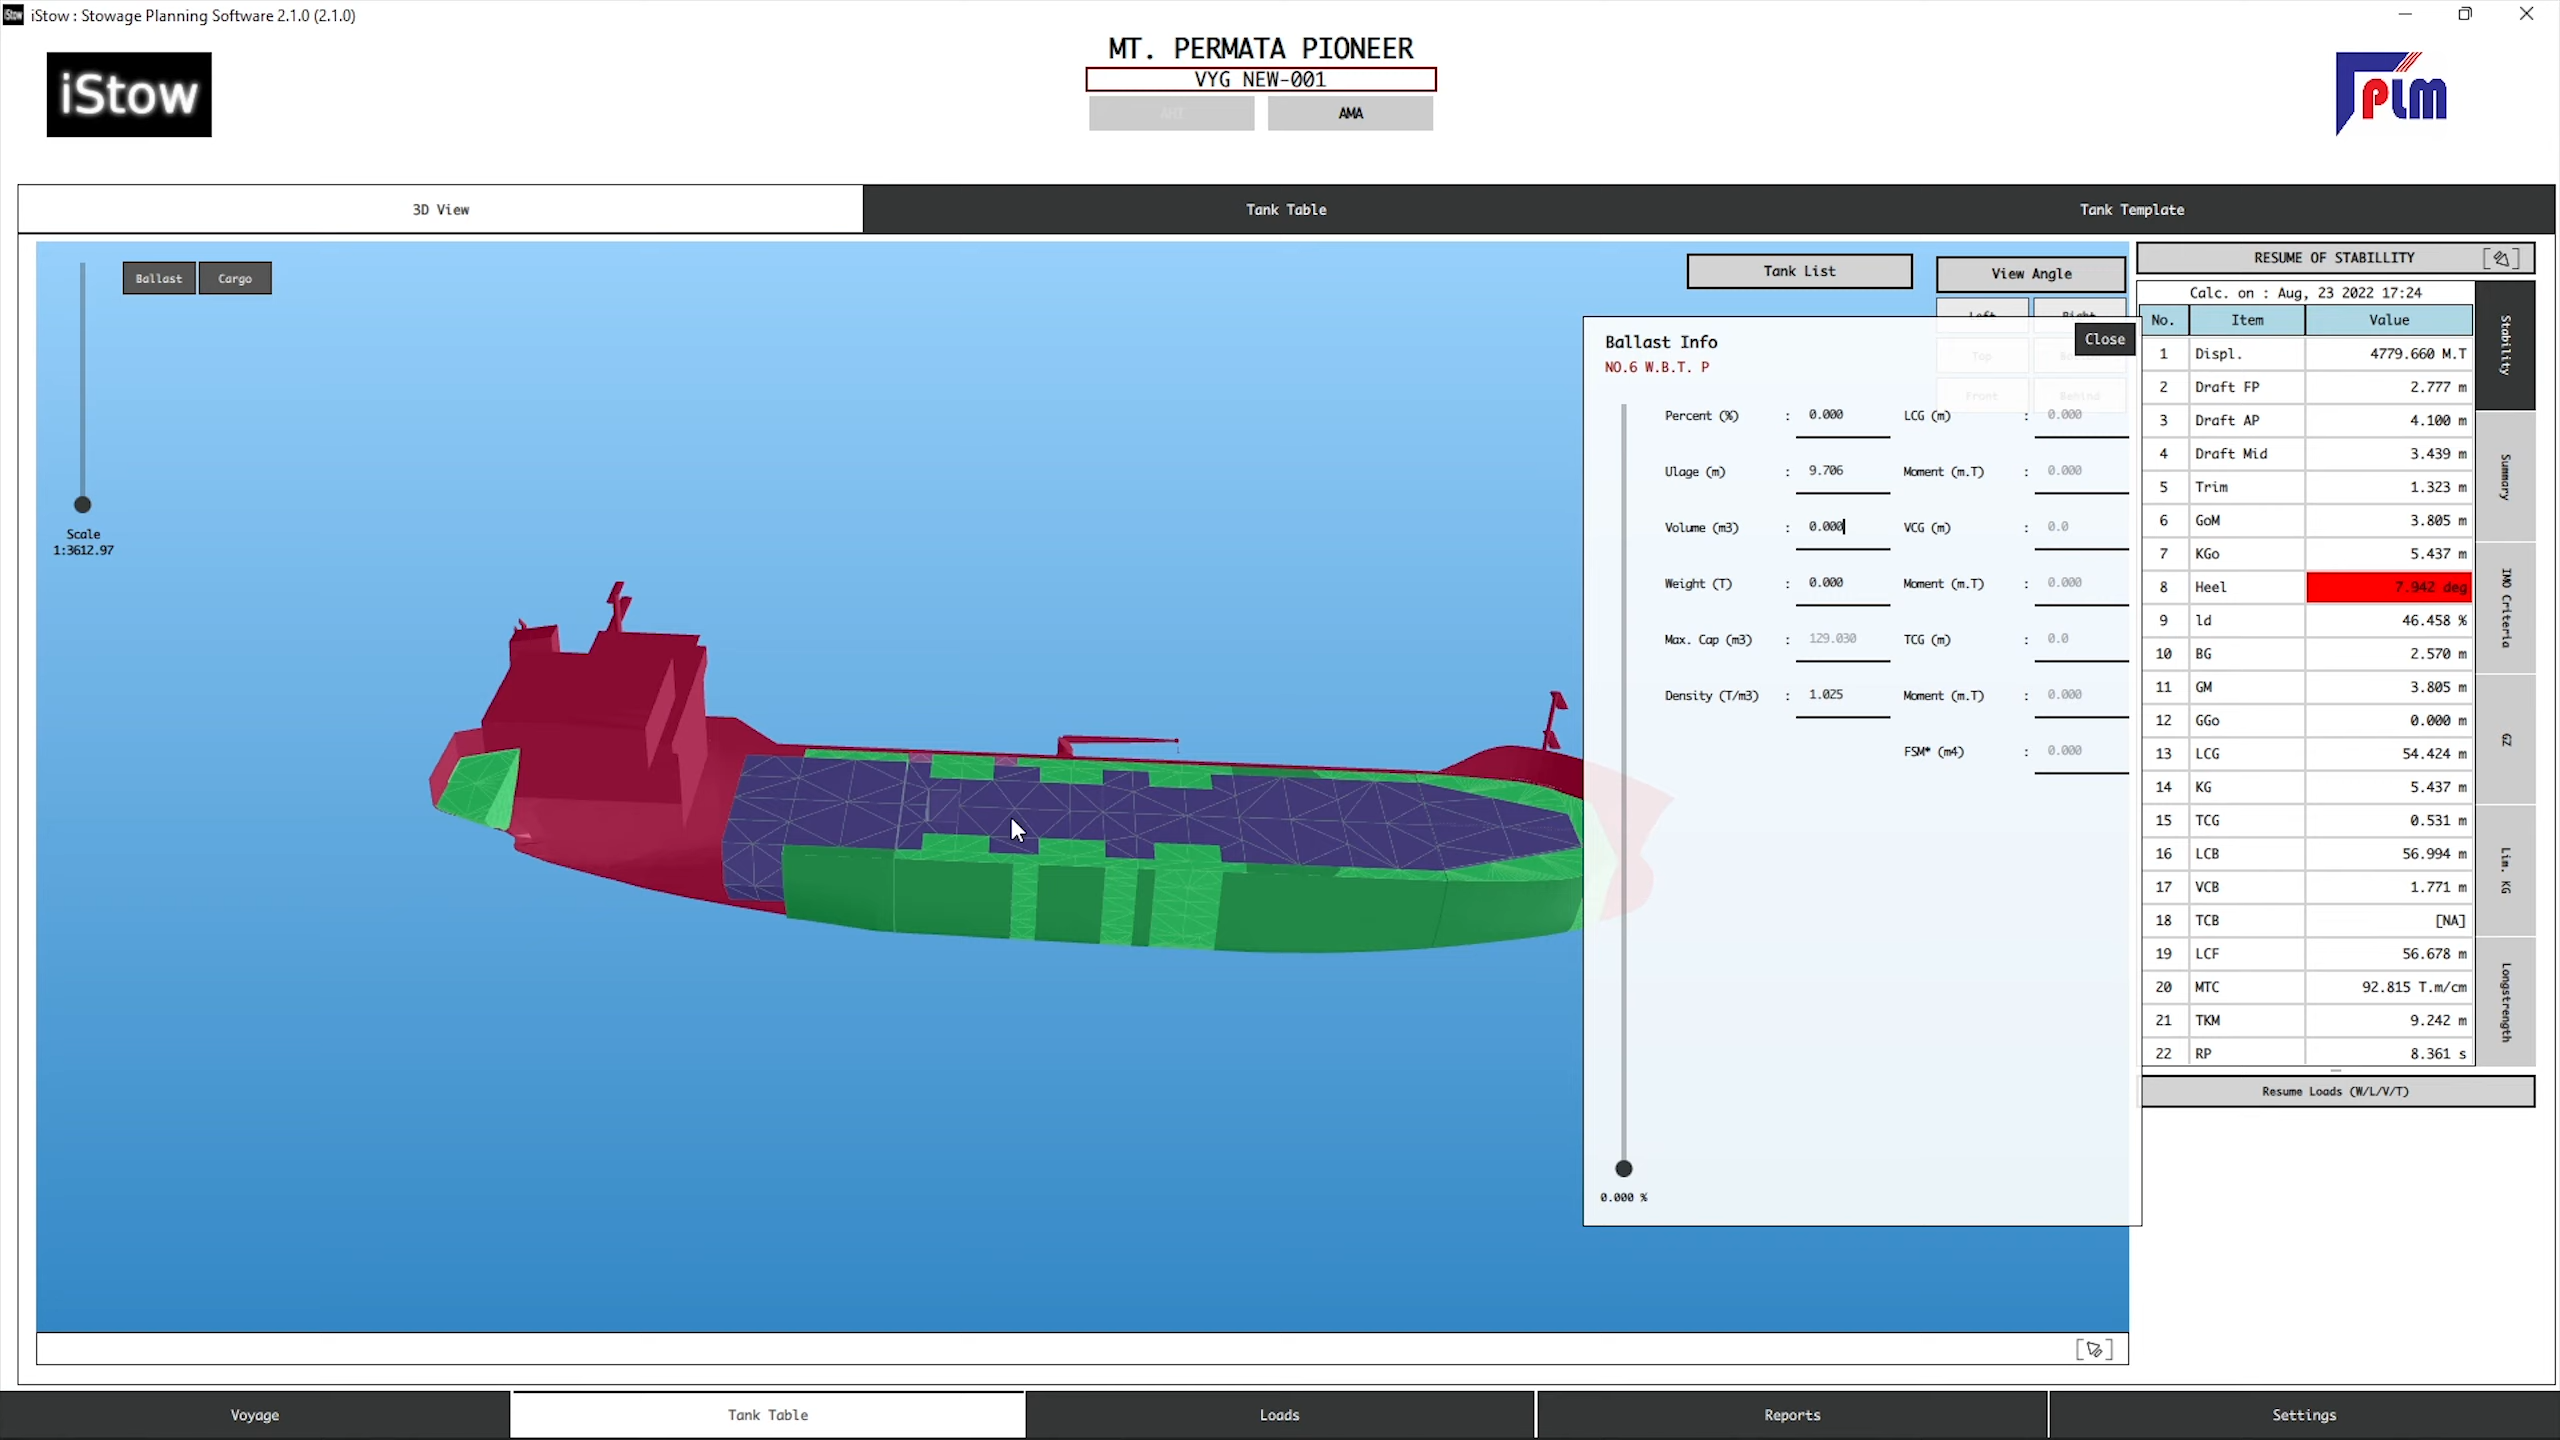 iStow : Stowage Planning Software 2.1.0 (2.1.0)
iStow
MT. PERMATA PIONEER
VYG NEW-001
AHI
AMA
plm
3D View
Tank Table
Tank Template
Ballast
Cargo
Scale
1:3612.97
Tank List
View Angle
Left
Right
Top
Front
Behind
Ballast Info
Close
NO.6 W.B.T. P
Percent (%) : 0.000
LCG (m) : 0.000
Ulage (m) : 9.706
Moment (m.T) : 0.000
Volume (m3) : 0.000
VCG (m) : 0.0
Weight (T) : 0.000
Moment (m.T) : 0.000
Max. Cap (m3) : 129.030
TCG (m) : 0.0
Density (T/m3) : 1.025
Moment (m.T) : 0.000
FSM* (m4) : 0.000
0.000 %
RESUME OF STABILLITY
Calc. on : Aug, 23 2022 17:24
No. Item Value
1 Displ. 4779.660 M.T
2 Draft FP 2.777 m
3 Draft AP 4.100 m
4 Draft Mid 3.439 m
5 Trim 1.323 m
6 GoM 3.805 m
7 KGo 5.437 m
8 Heel 7.942 deg
9 ld 46.458 %
10 BG 2.570 m
11 GM 3.805 m
12 GGo 0.000 m
13 LCG 54.424 m
14 KG 5.437 m
15 TCG 0.531 m
16 LCB 56.994 m
17 VCB 1.771 m
18 TCB [NA]
19 LCF 56.678 m
20 MTC 92.815 T.m/cm
21 TKM 9.242 m
22 RP 8.361 s
Stability
Summary
IMO Criteria
GZ
Lim. KG
Longstrength
Resume Loads (W/L/V/T)
Voyage
Tank Table
Loads
Reports
Settings